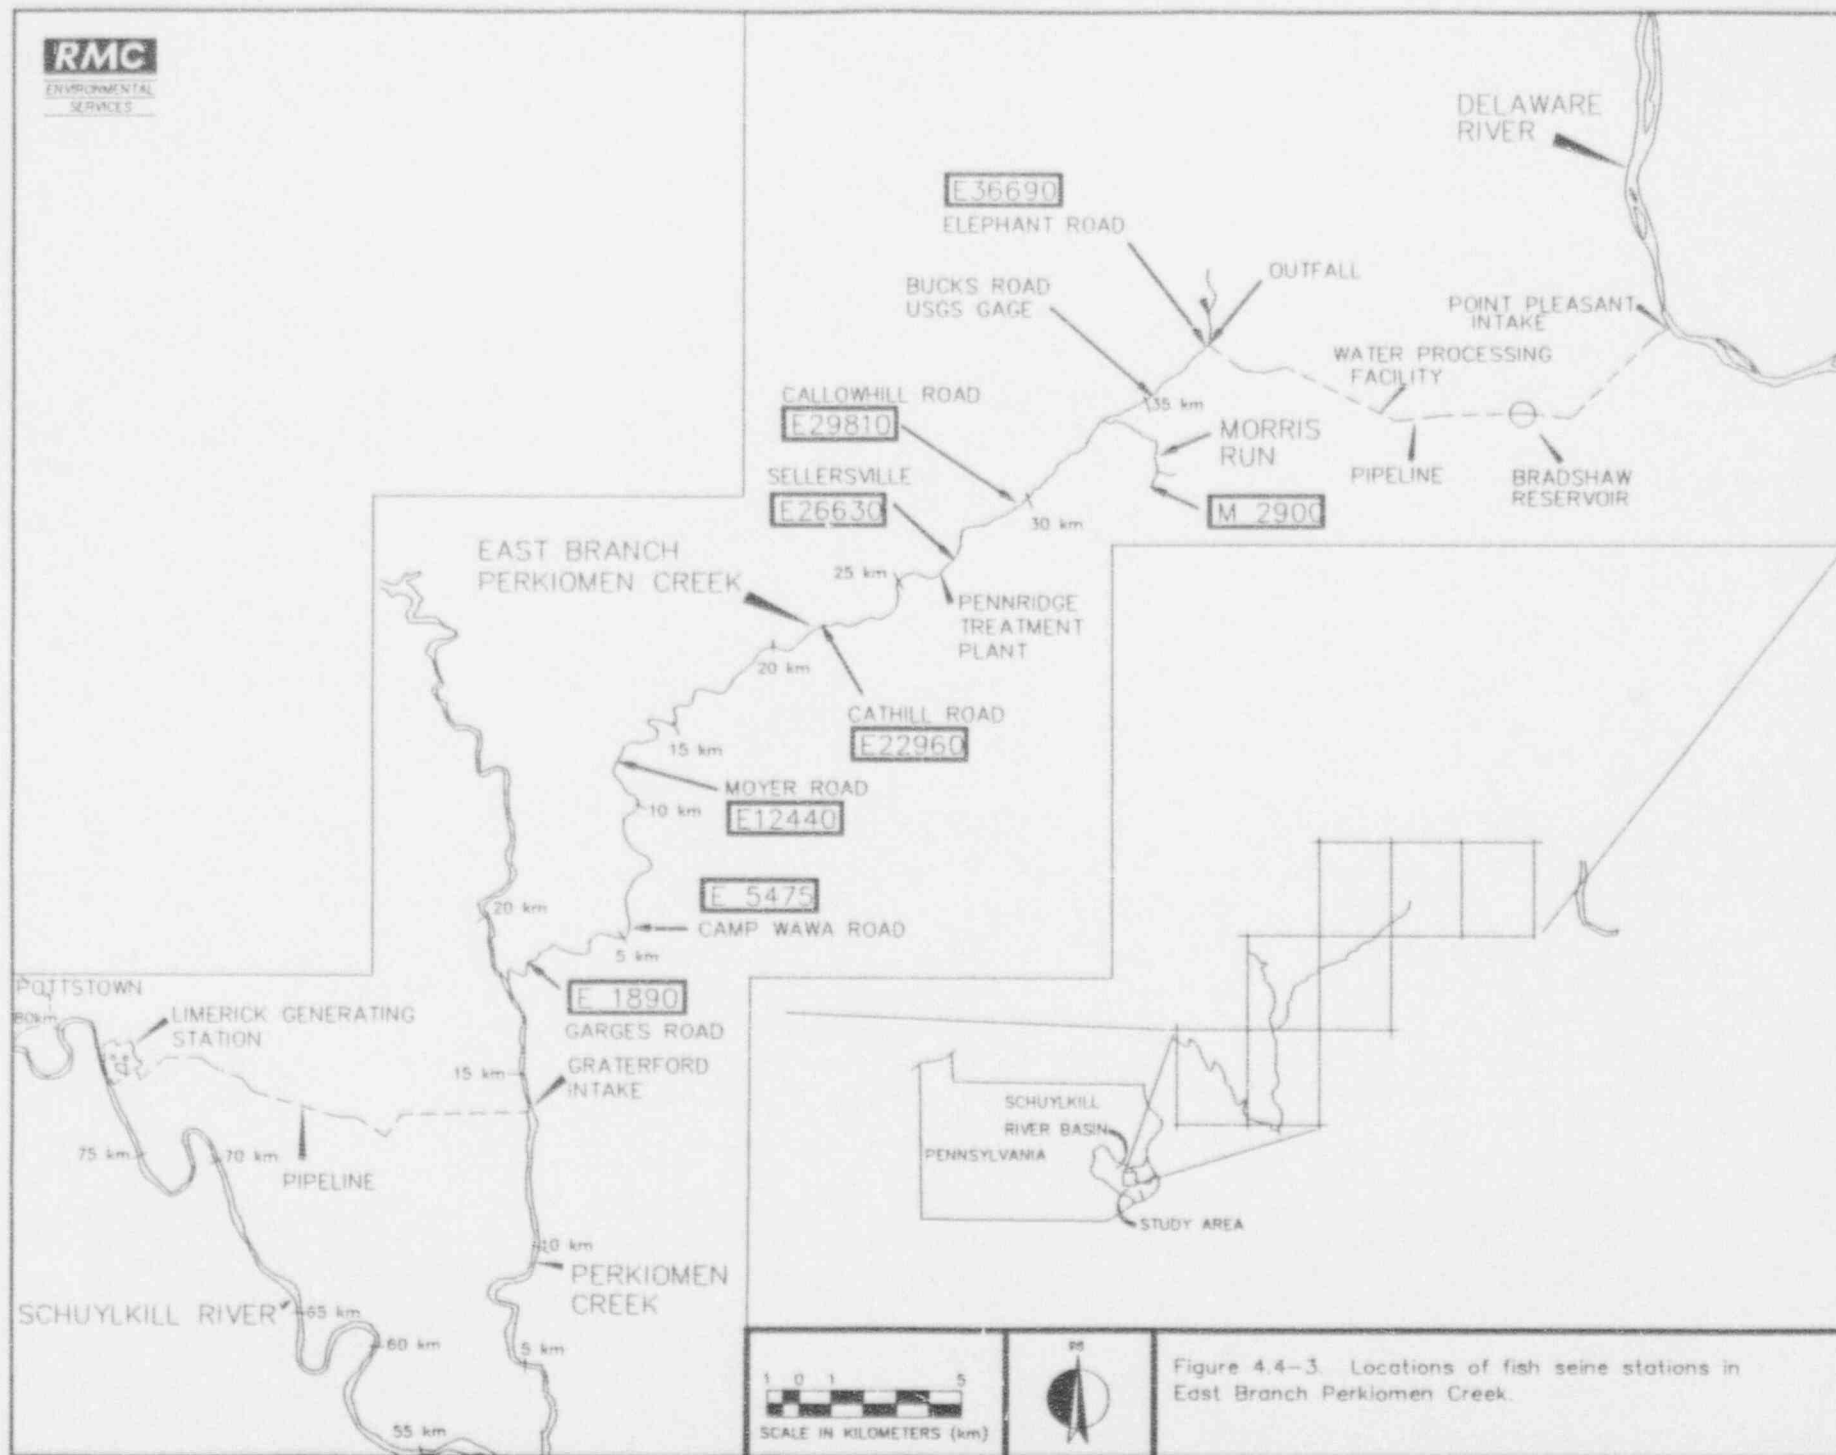 RMC
ENVIRONMENTAL
SERVICES
DELAWARE
RIVER
E36690
ELEPHANT ROAD
OUTFALL
BUCKS ROAD
USGS GAGE
POINT PLEASANT
INTAKE
WATER PROCESSING
FACILITY
CALLOWHILL ROAD
E29810
35 km
MORRIS
RUN
PIPELINE
BRADSHAW
RESERVOIR
SELLERSVILLE
E26630
M 2900
30 km
EAST BRANCH
PERKIOMEN CREEK
25 km
PENNRIDGE
TREATMENT
PLANT
20 km
CATHILL ROAD
E22960
15 km
MOYER ROAD
E12440
10 km
E 5475
CAMP WAWA ROAD
20 km
5 km
E 1890
GARGES ROAD
POTTSTOWN
80km
LIMERICK GENERATING
STATION
15 km
GRATERFORD
INTAKE
75 km
70 km
PIPELINE
SCHUYLKILL
RIVER BASIN
PENNSYLVANIA
STUDY AREA
10 km
PERKIOMEN
CREEK
SCHUYLKILL RIVER
65 km
60 km
5 km
55 km
1 0 1 5
SCALE IN KILOMETERS (km)
Figure 4.4-3. Locations of fish seine stations in
East Branch Perkiomen Creek.